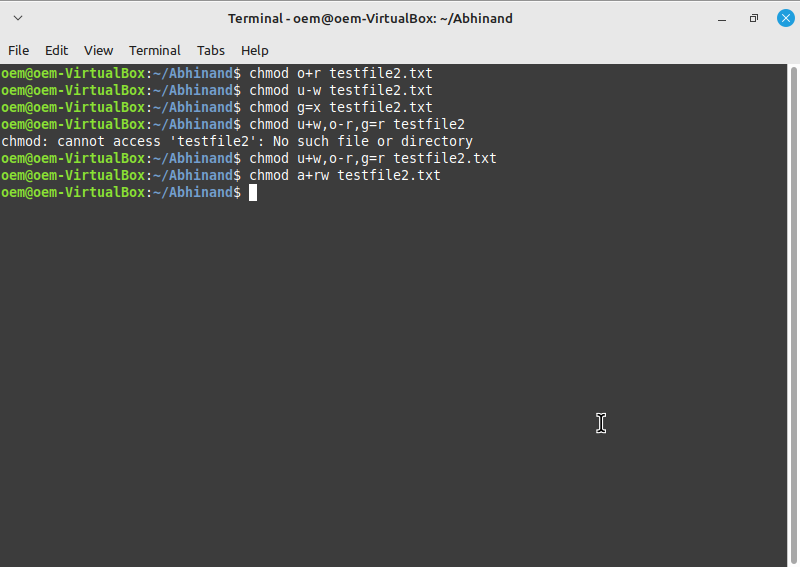 Terminal - oem@oem-VirtualBox: ~/Abhinand
File Edit View Terminal Tabs Help
oem@oem-VirtualBox:~/Abhinand$ chmod o+r testfile2.txt
oem@oem-VirtualBox:~/Abhinand$ chmod u-w testfile2.txt
oem@oem-VirtualBox:~/Abhinand$ chmod g=x testfile2.txt
oem@oem-VirtualBox:~/Abhinand$ chmod u+w,o-r,g=r testfile2
chmod: cannot access 'testfile2': No such file or directory
oem@oem-VirtualBox:~/Abhinand$ chmod u+w,o-r,g=r testfile2.txt
oem@oem-VirtualBox:~/Abhinand$ chmod a+rw testfile2.txt
oem@oem-VirtualBox:~/Abhinand$